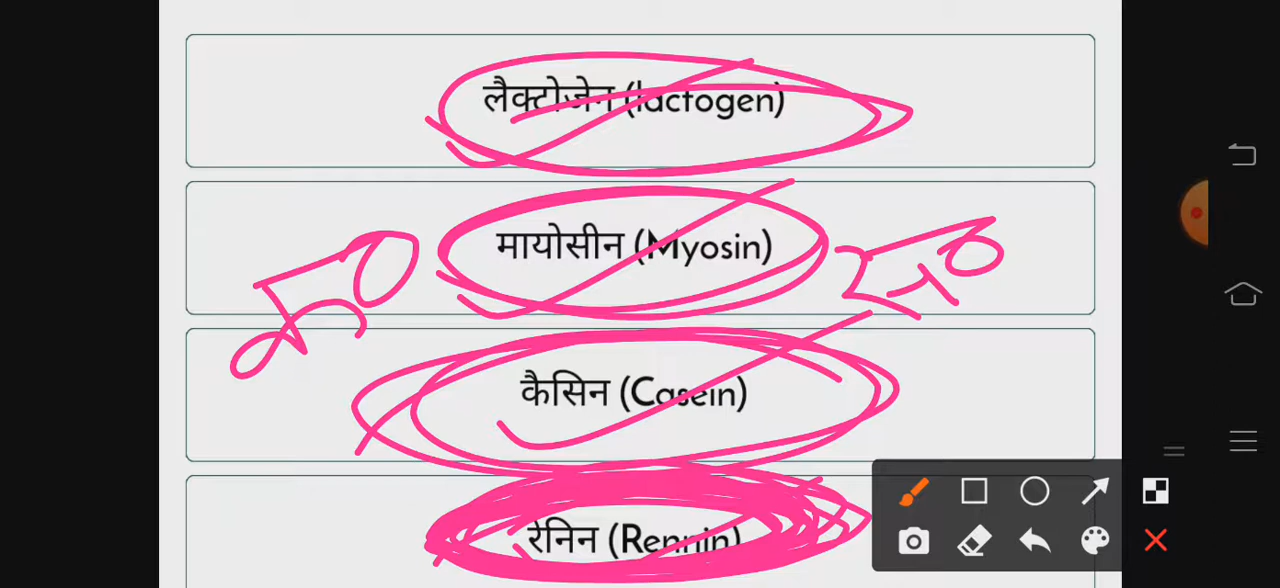 लैक्टोजेन (lactogen)
मायोसीन (Myosin)
कैसिन (Casein)
रेनिन (Rennin)